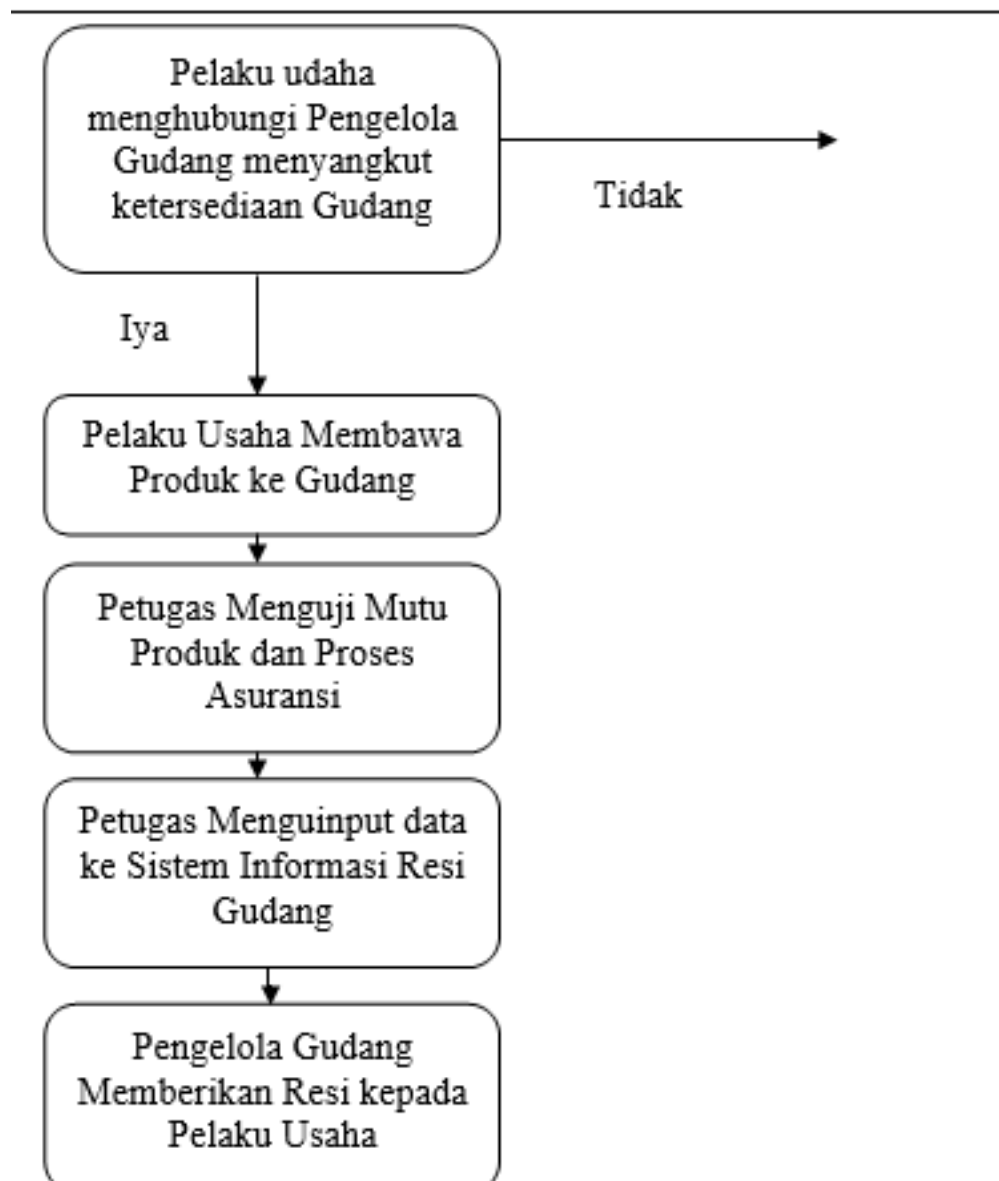 Pelaku udaha
menghubungi Pengelola
Gudang menyangkut
ketersediaan Gudang
Tidak
Iya
Pelaku Usaha Membawa
Produk ke Gudang
Petugas Menguji Mutu
Produk dan Proses
Asuransi
Petugas Menguinput data
ke Sistem Informasi Resi
Gudang
Pengelola Gudang
Memberikan Resi kepada
Pelaku Usaha